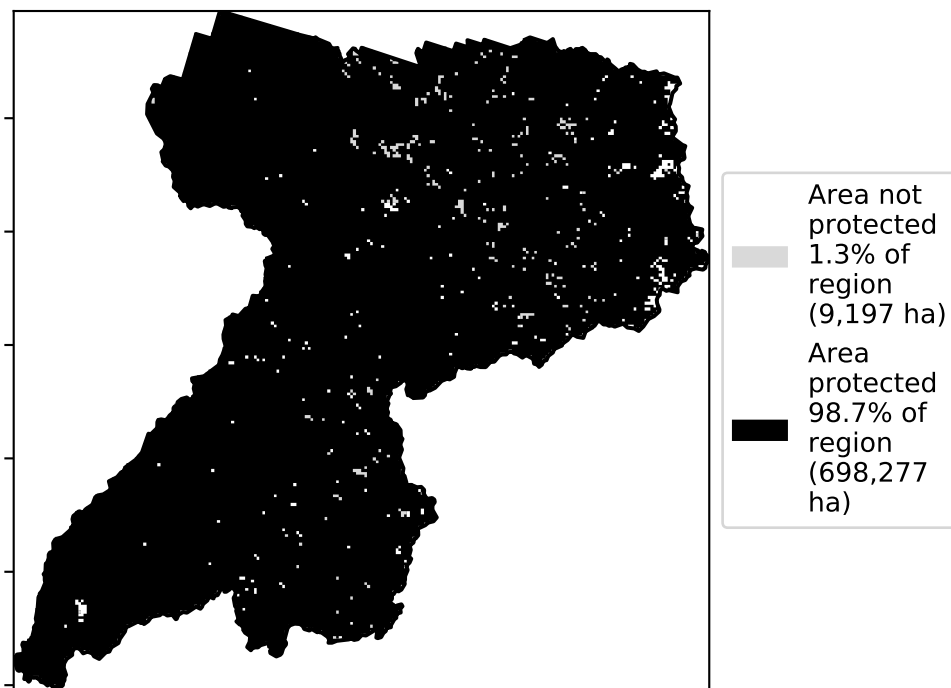 Area not
protected
1.3% of
region
(9,197 ha)
Area
protected
98.7% of
region
(698,277
ha)